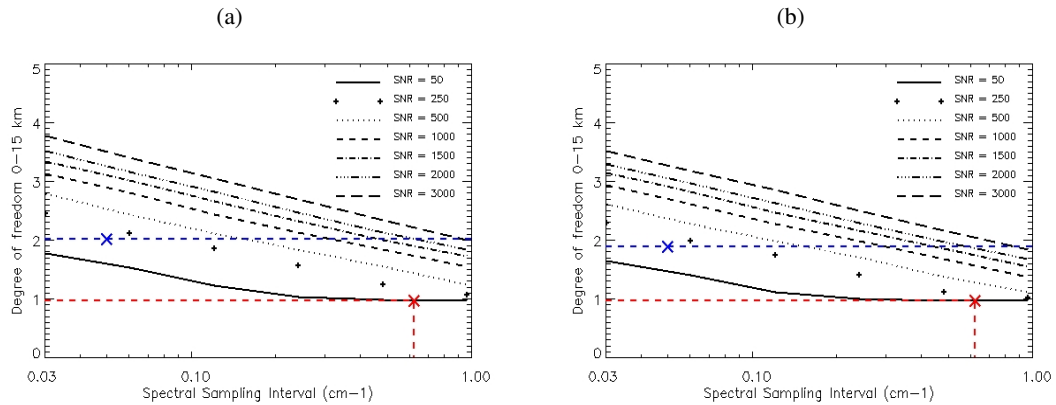 (a)
5
4
3
2
1
0
Degree of freedom 0-15 km
SNR = 50
SNR = 250
SNR = 500
SNR = 1000
SNR = 1500
SNR = 2000
SNR = 3000
0.03
0.10
1.00
Spectral Sampling Interval (cm-1)
(b)
5
4
3
2
1
0
Degree of freedom 0-15 km
SNR = 50
SNR = 250
SNR = 500
SNR = 1000
SNR = 1500
SNR = 2000
SNR = 3000
0.03
0.10
1.00
Spectral Sampling Interval (cm-1)